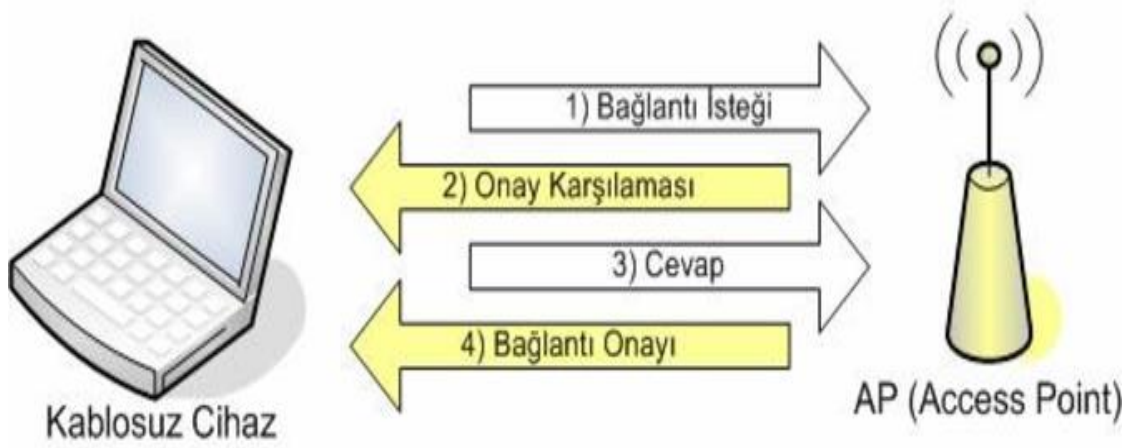 1) Bağlantı İsteği
2) Onay Karşılaması
3) Cevap
4) Bağlantı Onayı
Kablosuz Cihaz
AP (Access Point)